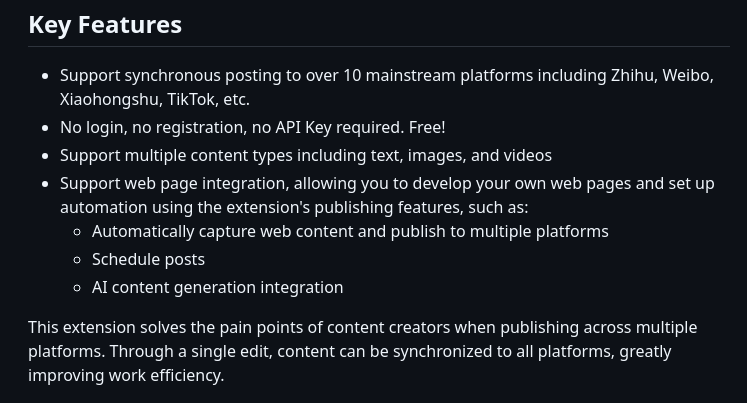 Key Features
Support synchronous posting to over 10 mainstream platforms including Zhihu, Weibo,
Xiaohongshu, TikTok, etc.
No login, no registration, no API Key required. Free!
Support multiple content types including text, images, and videos
Support web page integration, allowing you to develop your own web pages and set up
automation using the extension's publishing features, such as:
Automatically capture web content and publish to multiple platforms
Schedule posts
AI content generation integration
This extension solves the pain points of content creators when publishing across multiple
platforms. Through a single edit, content can be synchronized to all platforms, greatly
improving work efficiency.